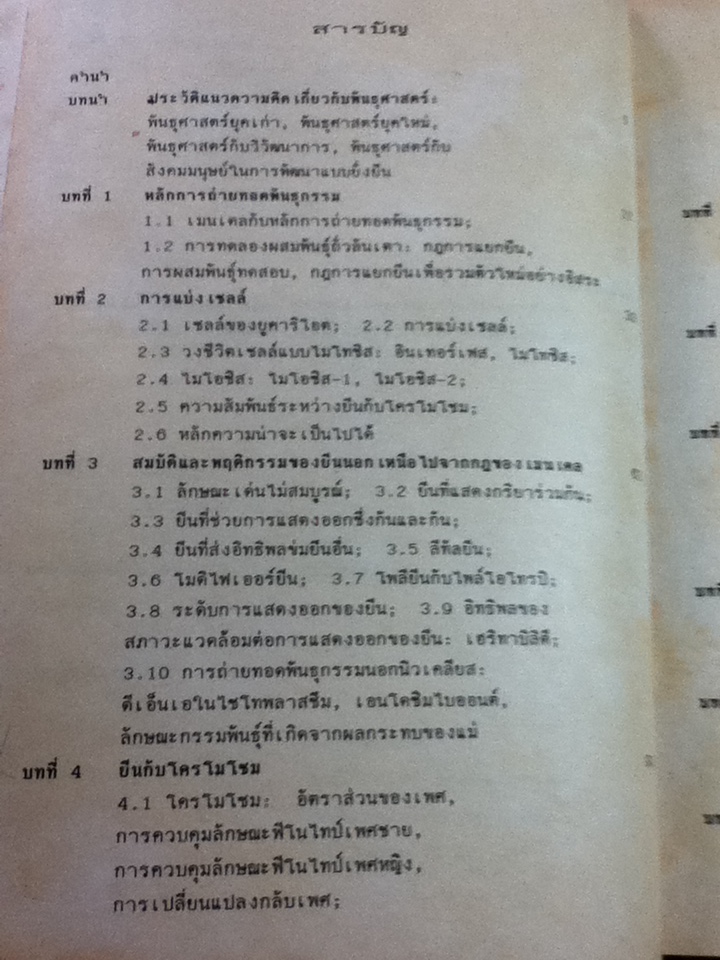 สารบัญ
คำนำ
บทนำ ประวัติแนวความคิดเกี่ยวกับพันธุศาสตร์:
พันธุศาสตร์ยุคเก่า, พันธุศาสตร์ยุคใหม่,
พันธุศาสตร์กับวิวัฒนาการ, พันธุศาสตร์กับ
สังคมมนุษย์ในการพัฒนาแบบยั่งยืน
บทที่ 1 หลักการถ่ายทอดพันธุกรรม
1.1 เมนเดลกับหลักการถ่ายทอดพันธุกรรม;
1.2 การทดลองผสมพันธุ์ถั่วลันเตา: กฎการแยกยีน,
การผสมพันธุ์ทดสอบ, กฎการแยกยีนเพื่อรวมตัวใหม่อย่างอิสระ
บทที่ 2 การแบ่งเซลล์
2.1 เซลล์ของยูคาริโอต; 2.2 การแบ่งเซลล์;
2.3 วงชีวิตเซลล์แบบไมโทซิส: อินเทอร์เฟส, ไมโทซิส;
2.4 ไมโอซิส: ไมโอซิส-1, ไมโอซิส-2;
2.5 ความสัมพันธ์ระหว่างยีนกับโครโมโซม;
2.6 หลักความน่าจะเป็นไปได้
บทที่ 3 สมบัติและพฤติกรรมของยีนนอกเหนือไปจากกฎของเมนเดล
3.1 ลักษณะเด่นไม่สมบูรณ์; 3.2 ยีนที่แสดงกริยาร่วมกัน;
3.3 ยีนที่ช่วยการแสดงออกซึ่งกันและกัน;
3.4 ยีนที่ส่งอิทธิพลข่มยีนอื่น; 3.5 ลีทัลยีน;
3.6 โมดิไฟเออร์ยีน; 3.7 โพลียีนกับไพล์โอโทรปี;
3.8 ระดับการแสดงออกของยีน; 3.9 อิทธิพลของ
สภาวะแวดล้อมต่อการแสดงออกของยีน: เฮริทาบิลิตี;
3.10 การถ่ายทอดพันธุกรรมนอกนิวเคลียส:
ดีเอ็นเอในไซโทพลาสซึม, เอนโดซิมไบออนต์,
ลักษณะกรรมพันธุ์ที่เกิดจากผลกระทบของแม่
บทที่ 4 ยีนกับโครโมโซม
4.1 โครโมโซม: อัตราส่วนของเพศ,
การควบคุมลักษณะฟีโนไทป์เพศชาย,
การควบคุมลักษณะฟีโนไทป์เพศหญิง,
การเปลี่ยนแปลงกลับเพศ;
บทที่
บทที่
บทที่
บทที่
บทที่